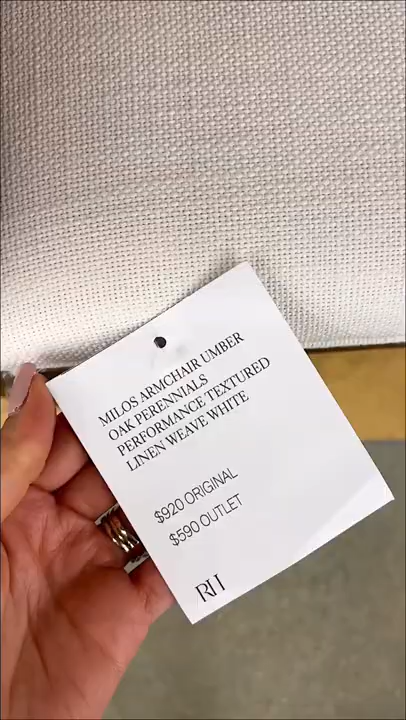 MILOS ARMCHAIR UMBER
OAK PERENNIALS
PERFORMANCE TEXTURED
LINEN WEAVE WHITE
$920 ORIGINAL
$590 OUTLET
RH